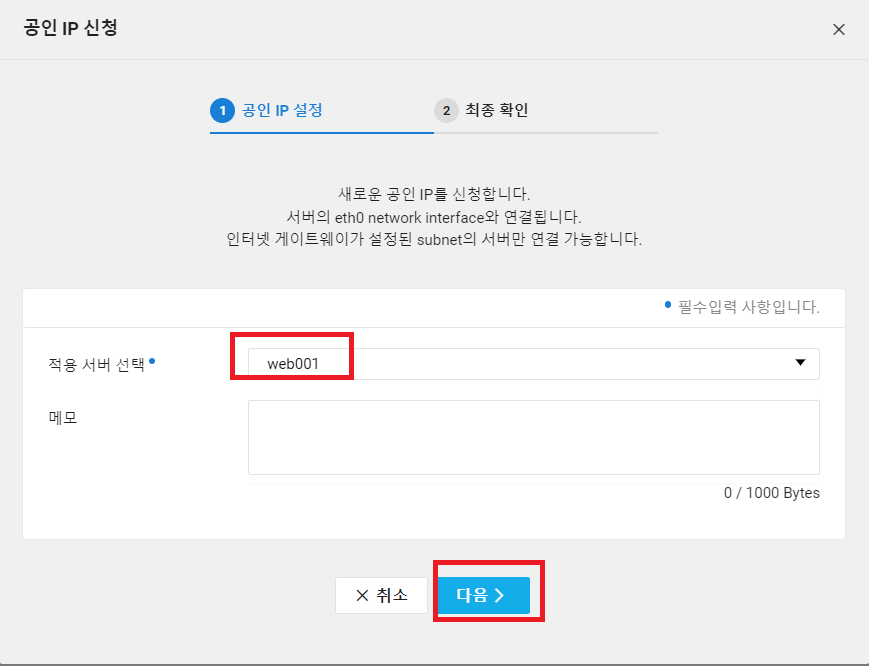 공인 IP 신청
1 공인 IP 설정
2 최종 확인
새로운 공인 IP를 신청합니다.
서버의 eth0 network interface와 연결됩니다.
인터넷 게이트웨이가 설정된 subnet의 서버만 연결 가능합니다.
필수입력 사항입니다.
적용 서버 선택
web001
메모
0 / 1000 Bytes
취소
다음